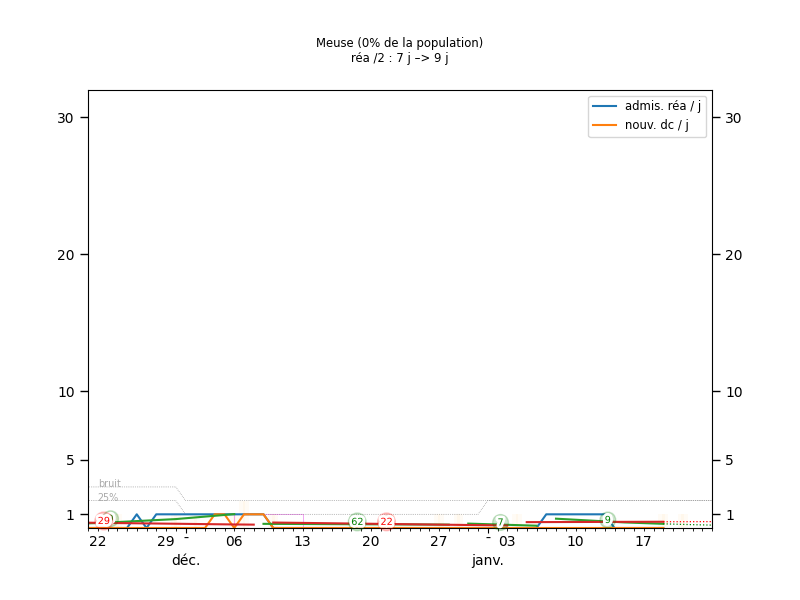 Meuse (0% de la population)
réa /2 : 7 j –> 9 j
admis. réa / j
nouv. dc / j
30 30
20 20
10 10
5 5
bruit
25%
1 1
29 62 22 7 9
22 29 - 06 13 20 27 - 03 10 17
déc. janv.